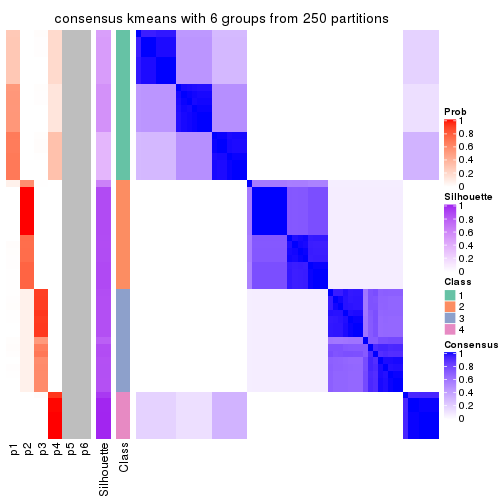 consensus kmeans with 6 groups from 250 partitions
Prob
1
0.8
0.6
0.4
0.2
0
Silhouette
1
0.8
0.6
0.4
0.2
0
Class
1
2
3
4
Consensus
1
0.8
0.6
0.4
0.2
0
p1
p2
p3
p4
p5
p6
Silhouette
Class